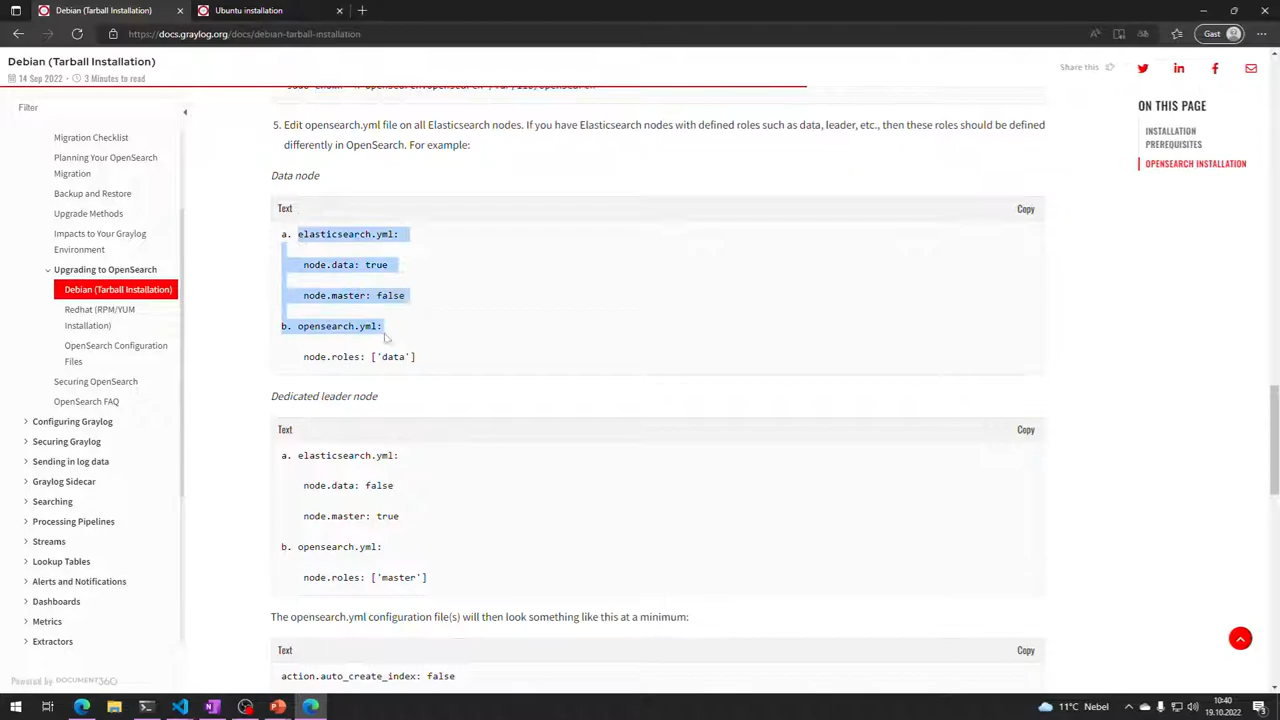 Debian (Tarball Installation)
Ubuntu installation
https://docs.graylog.org/docs/debian-tarball-installation
Gast
Debian (Tarball Installation)
14 Sep 2022 • 3 Minutes to read
Share this
Filter
Migration Checklist
Planning Your OpenSearch
Migration
Backup and Restore
Upgrade Methods
Impacts to Your Graylog
Environment
Upgrading to OpenSearch
Debian (Tarball Installation)
Redhat (RPM/YUM
Installation)
OpenSearch Configuration
Files
Securing OpenSearch
OpenSearch FAQ
Configuring Graylog
Securing Graylog
Sending in log data
Graylog Sidecar
Searching
Processing Pipelines
Streams
Lookup Tables
Alerts and Notifications
Dashboards
Metrics
Extractors
Powered by DOCUMENT360
5. Edit opensearch.yml file on all Elasticsearch nodes. If you have Elasticsearch nodes with defined roles such as data, leader, etc., then these roles should be defined
differently in OpenSearch. For example:
Data node
Text
Copy
a. elasticsearch.yml:
node.data: true
node.master: false
b. opensearch.yml:
node.roles: ['data']
Dedicated leader node
Text
Copy
a. elasticsearch.yml:
node.data: false
node.master: true
b. opensearch.yml:
node.roles: ['master']
The opensearch.yml configuration file(s) will then look something like this at a minimum:
Text
Copy
action.auto_create_index: false
ON THIS PAGE
INSTALLATION
PREREQUISITES
OPENSEARCH INSTALLATION
11°C Nebel
10:40
19.10.2022